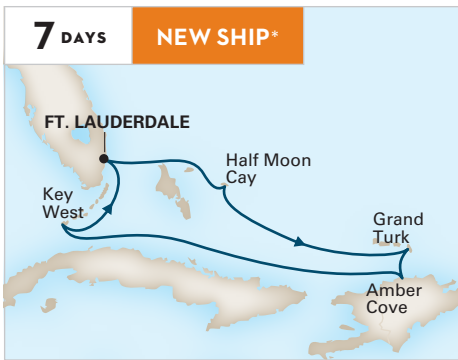 7 DAYS
NEW SHIP*
FT. LAUDERDALE
Half Moon
Cay
Key
West
Grand
Turk
Amber
Cove